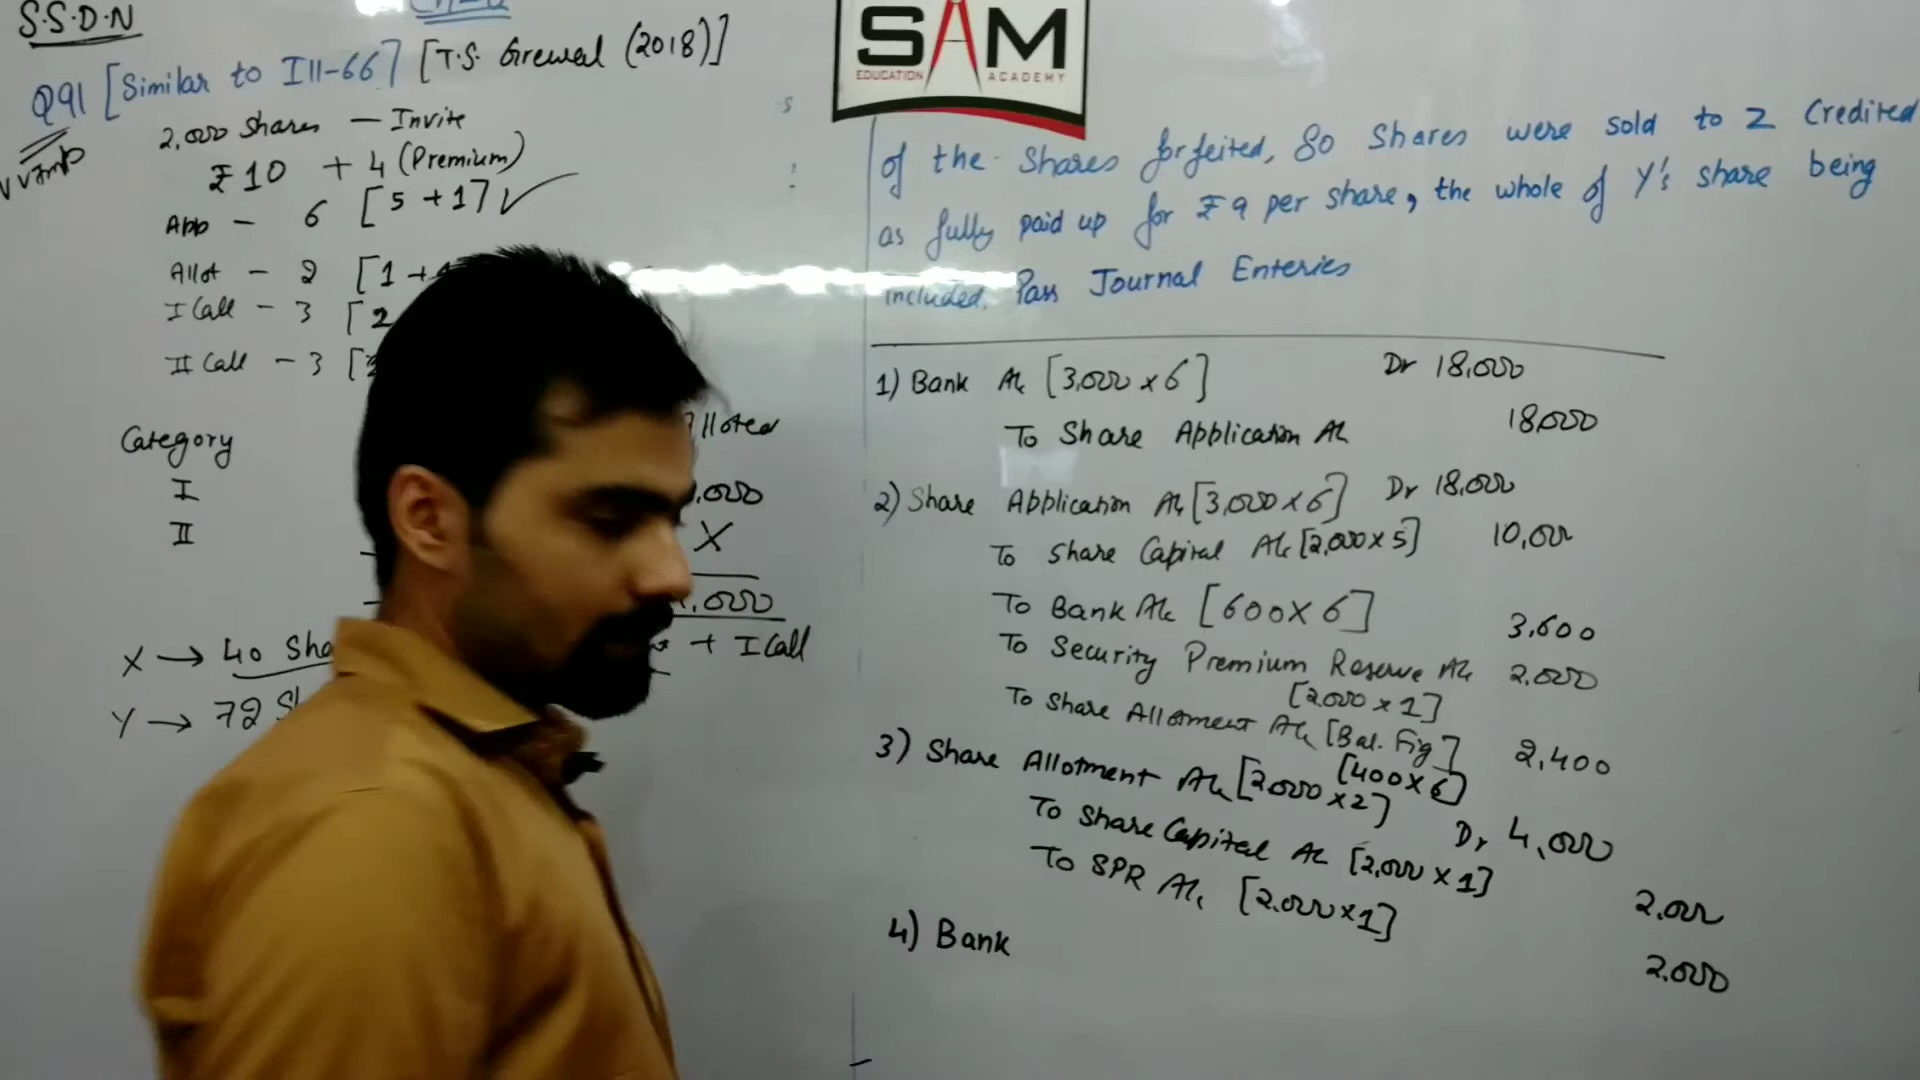 S.S.D.N
Q91 [Similar to Ill-66] [T.S. Grewal (2018)]
VVImp
2,000 Shares — Invite
₹10 + 4 (Premium)
App — 6 [5 + 1] ✓
Allot — 2 [1 +
I Call — 3 [2
II Call — 3 [
Category
I
II
X
X → 40 Sha + I Call
Y → 72 S
SAM
EDUCATION ACADEMY
of the Shares forfeited, 80 Shares were sold to Z Credited
as fully paid up for ₹9 per share, the whole of Y's share being
included. Pass Journal Enteries
1) Bank A/c [3,000 x 6] Dr 18,000
To Share Application A/c 18,000
2) Share Application A/c [3,000 x 6] Dr 18,000
To Share Capital A/c [2,000 x 5] 10,000
To Bank A/c [600 x 6] 3,600
To Security Premium Reserve A/c 2,000
[2,000 x 1]
To Share Allotment A/c [Bal. Fig] 2,400
[400 x 6]
3) Share Allotment A/c [2,000 x 2] Dr 4,000
To Share Capital A/c [2,000 x 1] 2,000
To SPR A/c [2,000 x 1] 2,000
4) Bank